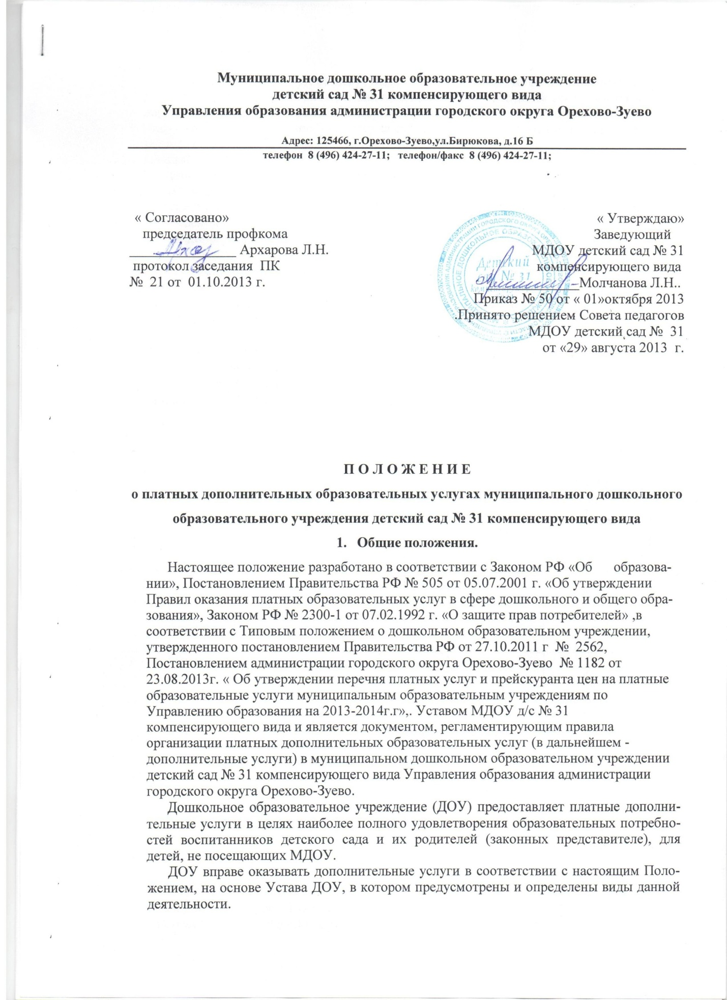 Муниципальное дошкольное образовательное учреждение
детский сад № 31 компенсирующего вида
Управления образования администрации городского округа Орехово-Зуево
Адрес: 125466, г.Орехово-Зуево,ул.Бирюкова, д.16 Б
телефон 8 (496) 424-27-11; телефон/факс 8 (496) 424-27-11;
« Согласовано»
председатель профкома
_______________ Архарова Л.Н.
протокол заседания ПК
№ 21 от 01.10.2013 г.
« Утверждаю»
Заведующий
МДОУ детский сад № 31
компенсирующего вида
_____________Молчанова Л.Н..
Приказ № 50 от « 01»октября 2013
.Принято решением Совета педагогов
МДОУ детский сад № 31
от «29» августа 2013 г.
Детский
сад № 31
П О Л О Ж Е Н И Е
о платных дополнительных образовательных услугах муниципального дошкольного
образовательного учреждения детский сад № 31 компенсирующего вида
1. Общие положения.
Настоящее положение разработано в соответствии с Законом РФ «Об образова-
нии», Постановлением Правительства РФ № 505 от 05.07.2001 г. «Об утверждении
Правил оказания платных образовательных услуг в сфере дошкольного и общего обра-
зования», Законом РФ № 2300-1 от 07.02.1992 г. «О защите прав потребителей» ,в
соответствии с Типовым положением о дошкольном образовательном учреждении,
утвержденного постановлением Правительства РФ от 27.10.2011 г № 2562,
Постановлением администрации городского округа Орехово-Зуево № 1182 от
23.08.2013г. « Об утверждении перечня платных услуг и прейскуранта цен на платные
образовательные услуги муниципальным образовательным учреждениям по
Управлению образования на 2013-2014г.г»,. Уставом МДОУ д/с № 31
компенсирующего вида и является документом, регламентирующим правила
организации платных дополнительных образовательных услуг (в дальнейшем -
дополнительные услуги) в муниципальном дошкольном образовательном учреждении
детский сад № 31 компенсирующего вида Управления образования администрации
городского округа Орехово-Зуево.
Дошкольное образовательное учреждение (ДОУ) предоставляет платные дополни-
тельные услуги в целях наиболее полного удовлетворения образовательных потребно-
стей воспитанников детского сада и их родителей (законных представителе), для
детей, не посещающих МДОУ.
ДОУ вправе оказывать дополнительные услуги в соответствии с настоящим Поло-
жением, на основе Устава ДОУ, в котором предусмотрены и определены виды данной
деятельности.